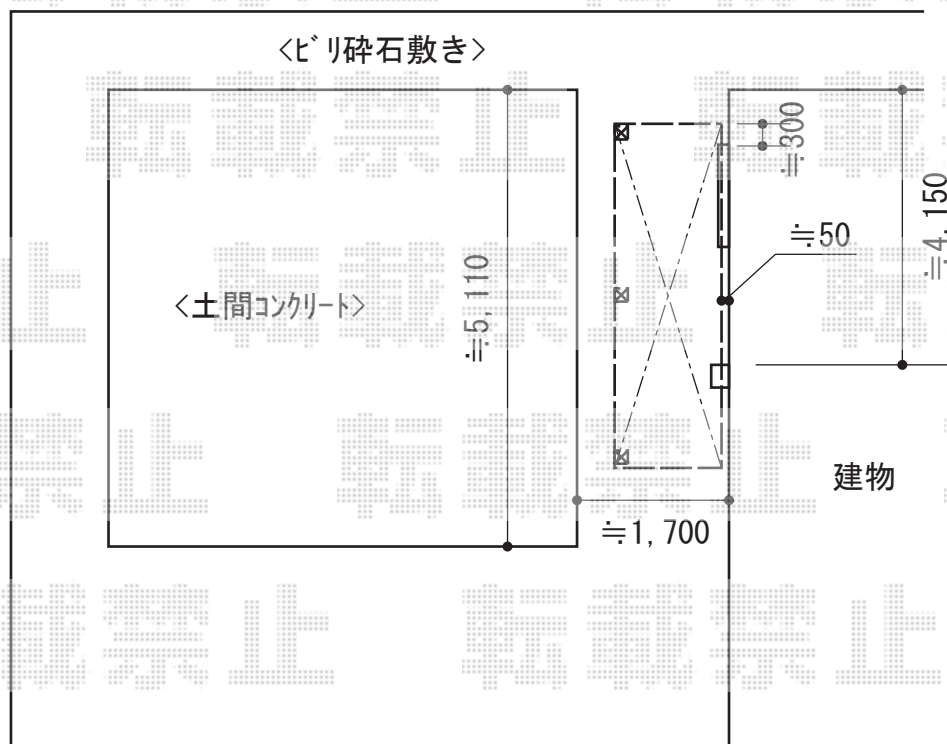 <ビリ砕石敷き>
≒300
≒4,150
≒50
≒5,110
<土間コンクリート>
建物
≒1,700
転載禁止
転載禁止
転載禁止
転載禁止